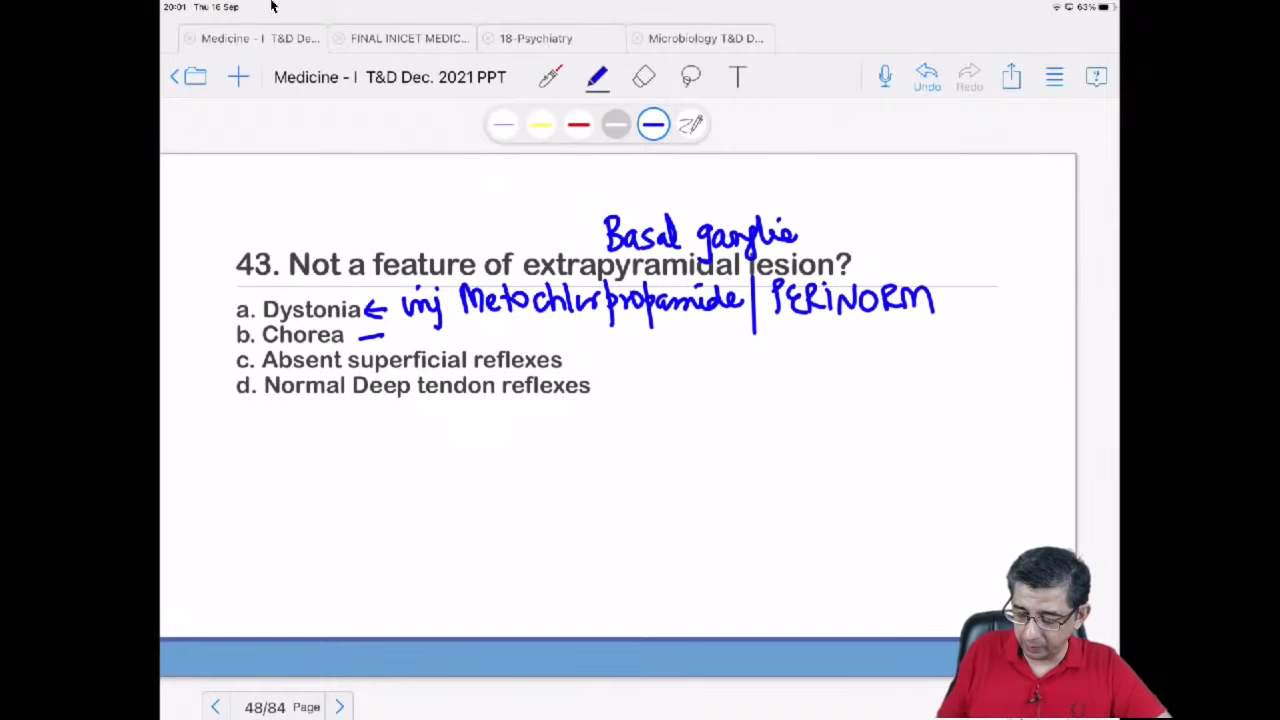 20:01 Thu 16 Sep
63%
Medicine - I T&D De...
FINAL INICET MEDIC...
18-Psychiatry
Microbiology T&D D...
Medicine - I T&D Dec. 2021 PPT
T
Undo
Redo
?
Basal ganglia
43. Not a feature of extrapyramidal lesion?
a. Dystonia ← inj Metochlorpropamide | PERINORM
b. Chorea –
c. Absent superficial reflexes
d. Normal Deep tendon reflexes
48/84 Page